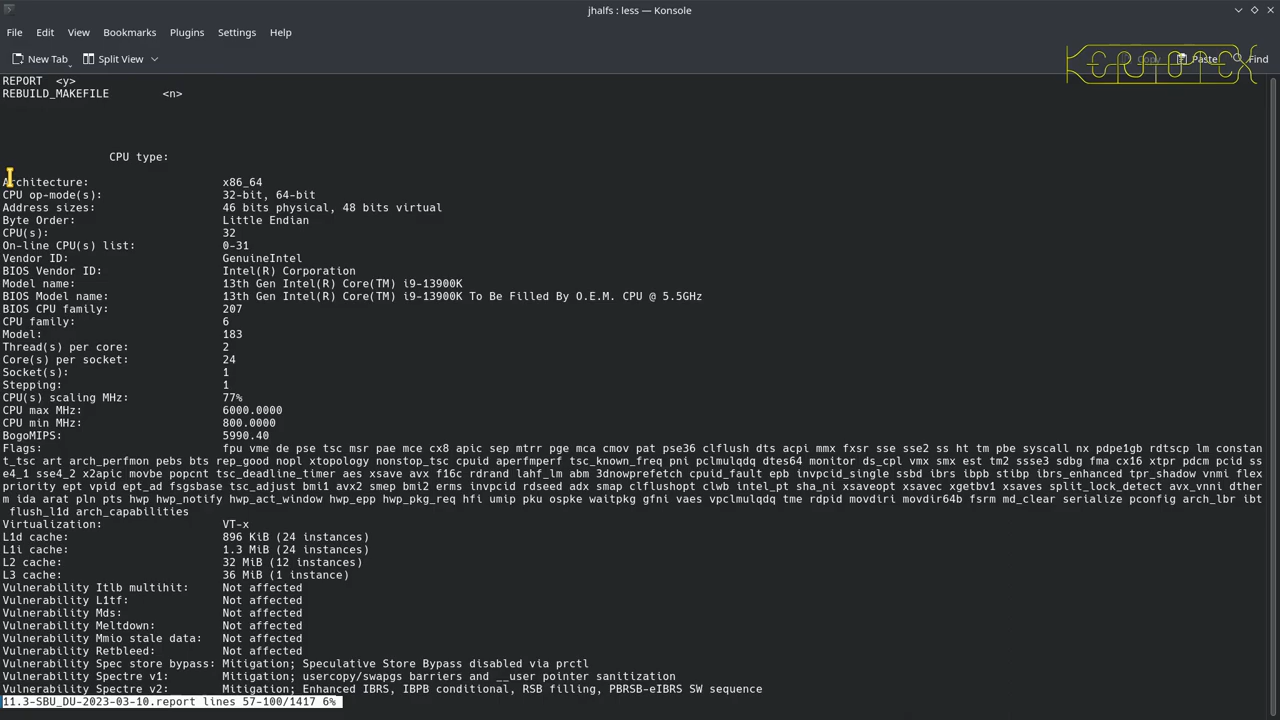 jhalfs : less — Konsole
File Edit View Bookmarks Plugins Settings Help
New Tab Split View Copy Paste Find
REPORT <y>
REBUILD_MAKEFILE <n>
CPU type:
Architecture: x86_64
CPU op-mode(s): 32-bit, 64-bit
Address sizes: 46 bits physical, 48 bits virtual
Byte Order: Little Endian
CPU(s): 32
On-line CPU(s) list: 0-31
Vendor ID: GenuineIntel
BIOS Vendor ID: Intel(R) Corporation
Model name: 13th Gen Intel(R) Core(TM) i9-13900K
BIOS Model name: 13th Gen Intel(R) Core(TM) i9-13900K To Be Filled By O.E.M. CPU @ 5.5GHz
BIOS CPU family: 207
CPU family: 6
Model: 183
Thread(s) per core: 2
Core(s) per socket: 24
Socket(s): 1
Stepping: 1
CPU(s) scaling MHz: 77%
CPU max MHz: 6000.0000
CPU min MHz: 800.0000
BogoMIPS: 5990.40
Flags: fpu vme de pse tsc msr pae mce cx8 apic sep mtrr pge mca cmov pat pse36 clflush dts acpi mmx fxsr sse sse2 ss ht tm pbe syscall nx pdpe1gb rdtscp lm constan
t_tsc art arch_perfmon pebs bts rep_good nopl xtopology nonstop_tsc cpuid aperfmperf tsc_known_freq pni pclmulqdq dtes64 monitor ds_cpl vmx smx est tm2 ssse3 sdbg fma cx16 xtpr pdcm pcid ss
e4_1 sse4_2 x2apic movbe popcnt tsc_deadline_timer aes xsave avx f16c rdrand lahf_lm abm 3dnowprefetch cpuid_fault epb invpcid_single ssbd ibrs ibpb stibp ibrs_enhanced tpr_shadow vnmi flex
priority ept vpid ept_ad fsgsbase tsc_adjust bmi1 avx2 smep bmi2 erms invpcid rdseed adx smap clflushopt clwb intel_pt sha_ni xsaveopt xsavec xgetbv1 xsaves split_lock_detect avx_vnni dther
m ida arat pln pts hwp hwp_notify hwp_act_window hwp_epp hwp_pkg_req hfi umip pku ospke waitpkg gfni vaes vpclmulqdq tme rdpid movdiri movdir64b fsrm md_clear serialize pconfig arch_lbr ibt
flush_l1d arch_capabilities
Virtualization: VT-x
L1d cache: 896 KiB (24 instances)
L1i cache: 1.3 MiB (24 instances)
L2 cache: 32 MiB (12 instances)
L3 cache: 36 MiB (1 instance)
Vulnerability Itlb multihit: Not affected
Vulnerability L1tf: Not affected
Vulnerability Mds: Not affected
Vulnerability Meltdown: Not affected
Vulnerability Mmio stale data: Not affected
Vulnerability Retbleed: Not affected
Vulnerability Spec store bypass: Mitigation; Speculative Store Bypass disabled via prctl
Vulnerability Spectre v1: Mitigation; usercopy/swapgs barriers and __user pointer sanitization
Vulnerability Spectre v2: Mitigation; Enhanced IBRS, IBPB conditional, RSB filling, PBRSB-eIBRS SW sequence
11.3-SBU_DU-2023-03-10.report lines 57-100/1417 6%